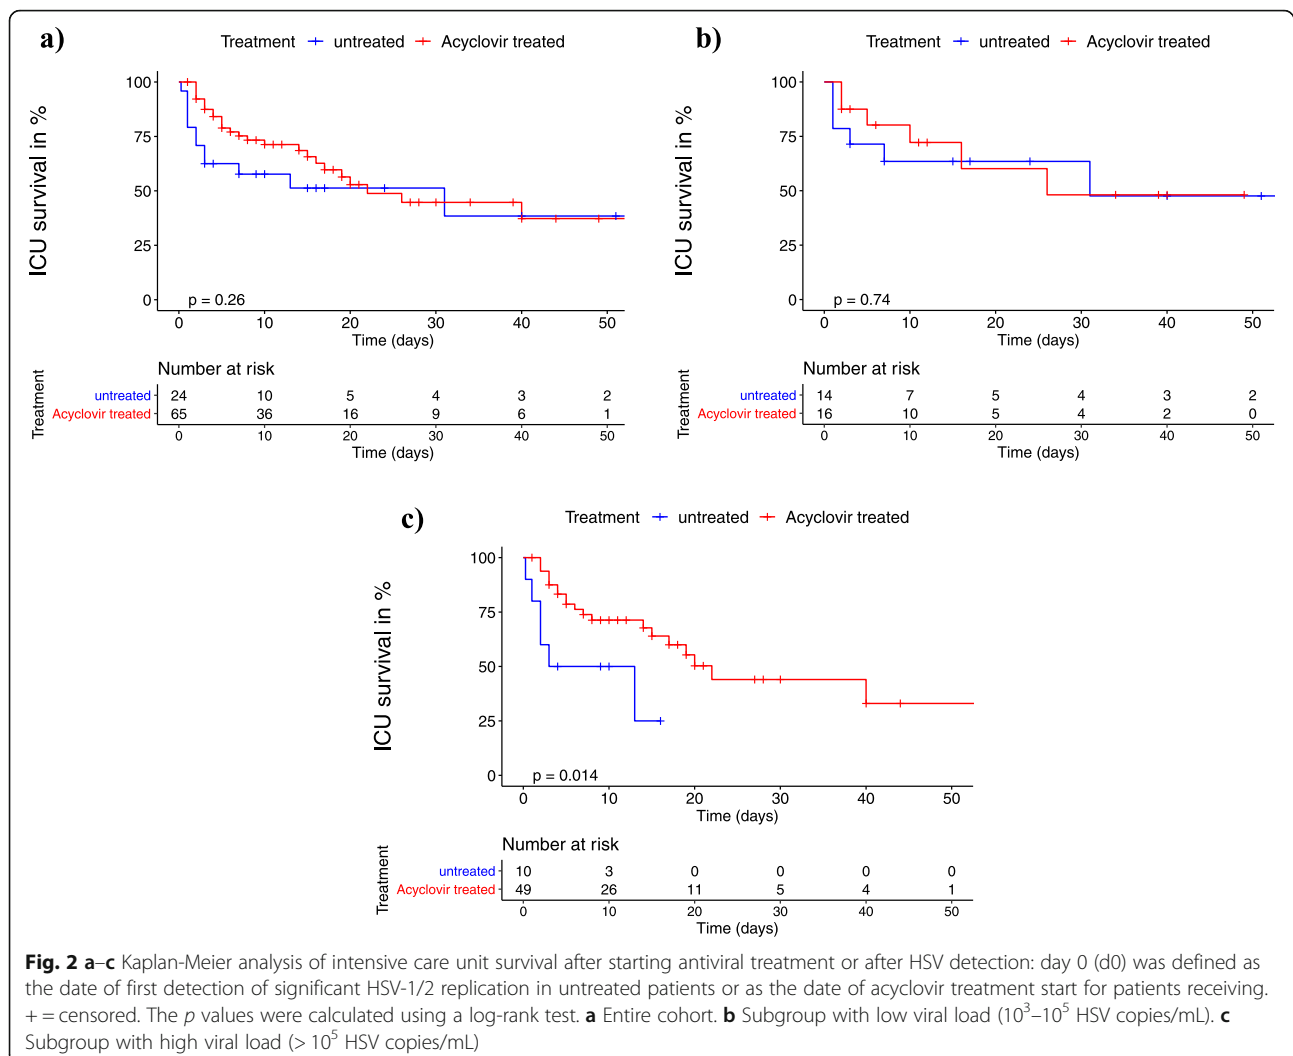 a)
Treatment untreated Acyclovir treated
ICU survival in %
100
75
50
25
0
p = 0.26
0 10 20 30 40 50
Time (days)
Number at risk
Treatment
untreated 24 10 5 4 3 2
Acyclovir treated 65 36 16 9 6 1
0 10 20 30 40 50
Time (days)
b)
Treatment untreated Acyclovir treated
ICU survival in %
100
75
50
25
0
p = 0.74
0 10 20 30 40 50
Time (days)
Number at risk
Treatment
untreated 14 7 5 4 3 2
Acyclovir treated 16 10 5 4 2 0
0 10 20 30 40 50
Time (days)
c)
Treatment untreated Acyclovir treated
ICU survival in %
100
75
50
25
0
p = 0.014
0 10 20 30 40 50
Time (days)
Number at risk
Treatment
untreated 10 3 0 0 0 0
Acyclovir treated 49 26 11 5 4 1
0 10 20 30 40 50
Time (days)
Fig. 2 a–c Kaplan-Meier analysis of intensive care unit survival after starting antiviral treatment or after HSV detection: day 0 (d0) was defined as
the date of first detection of significant HSV-1/2 replication in untreated patients or as the date of acyclovir treatment start for patients receiving.
+ = censored. The p values were calculated using a log-rank test. a Entire cohort. b Subgroup with low viral load (10³–10⁵ HSV copies/mL). c
Subgroup with high viral load (> 10⁵ HSV copies/mL)